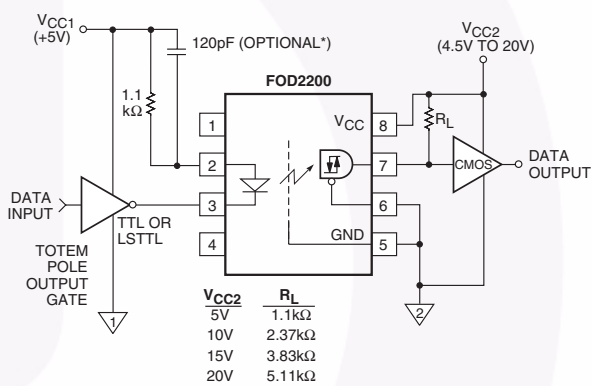 VCC1
(+5V)
120pF (OPTIONAL*)
VCC2
(4.5V TO 20V)
FOD2200
1.1
kΩ
1
2
3
4
VCC
8
7
6
GND
5
RL
CMOS
DATA
OUTPUT
DATA
INPUT
TTL OR
LSTTL
TOTEM
POLE
OUTPUT
GATE
1
2
VCC2 RL
5V 1.1kΩ
10V 2.37kΩ
15V 3.83kΩ
20V 5.11kΩ